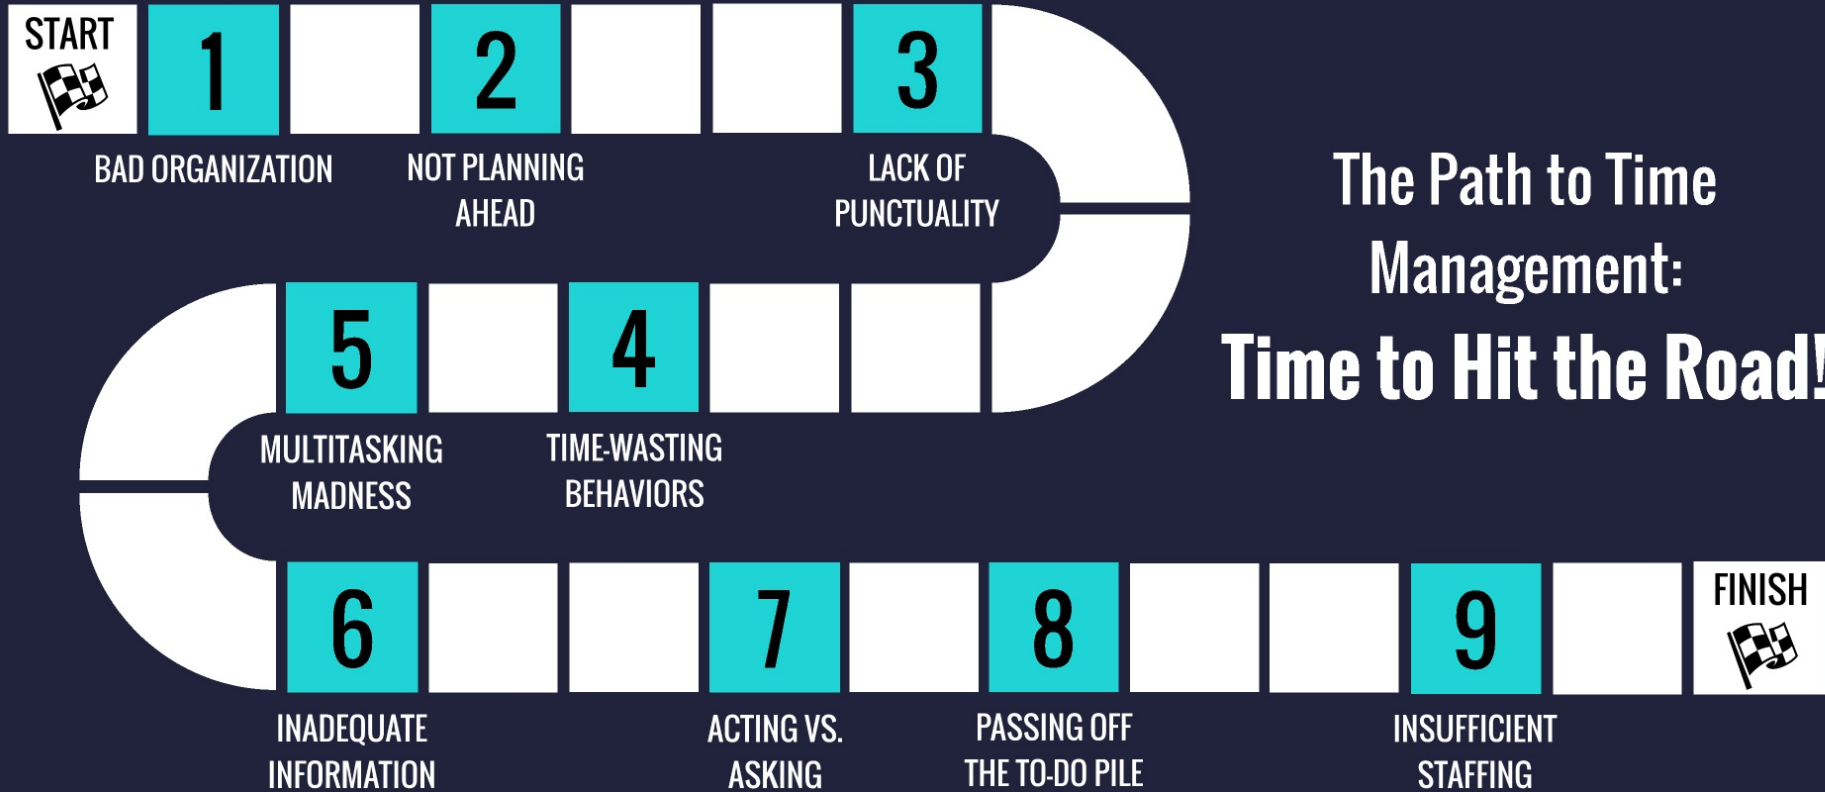 START
1
2
3
BAD ORGANIZATION
NOT PLANNING
AHEAD
LACK OF
PUNCTUALITY
The Path to Time
Management:
Time to Hit the Road!
5
4
MULTITASKING
MADNESS
TIME-WASTING
BEHAVIORS
6
7
8
9
FINISH
INADEQUATE
INFORMATION
ACTING VS.
ASKING
PASSING OFF
THE TO-DO PILE
INSUFFICIENT
STAFFING